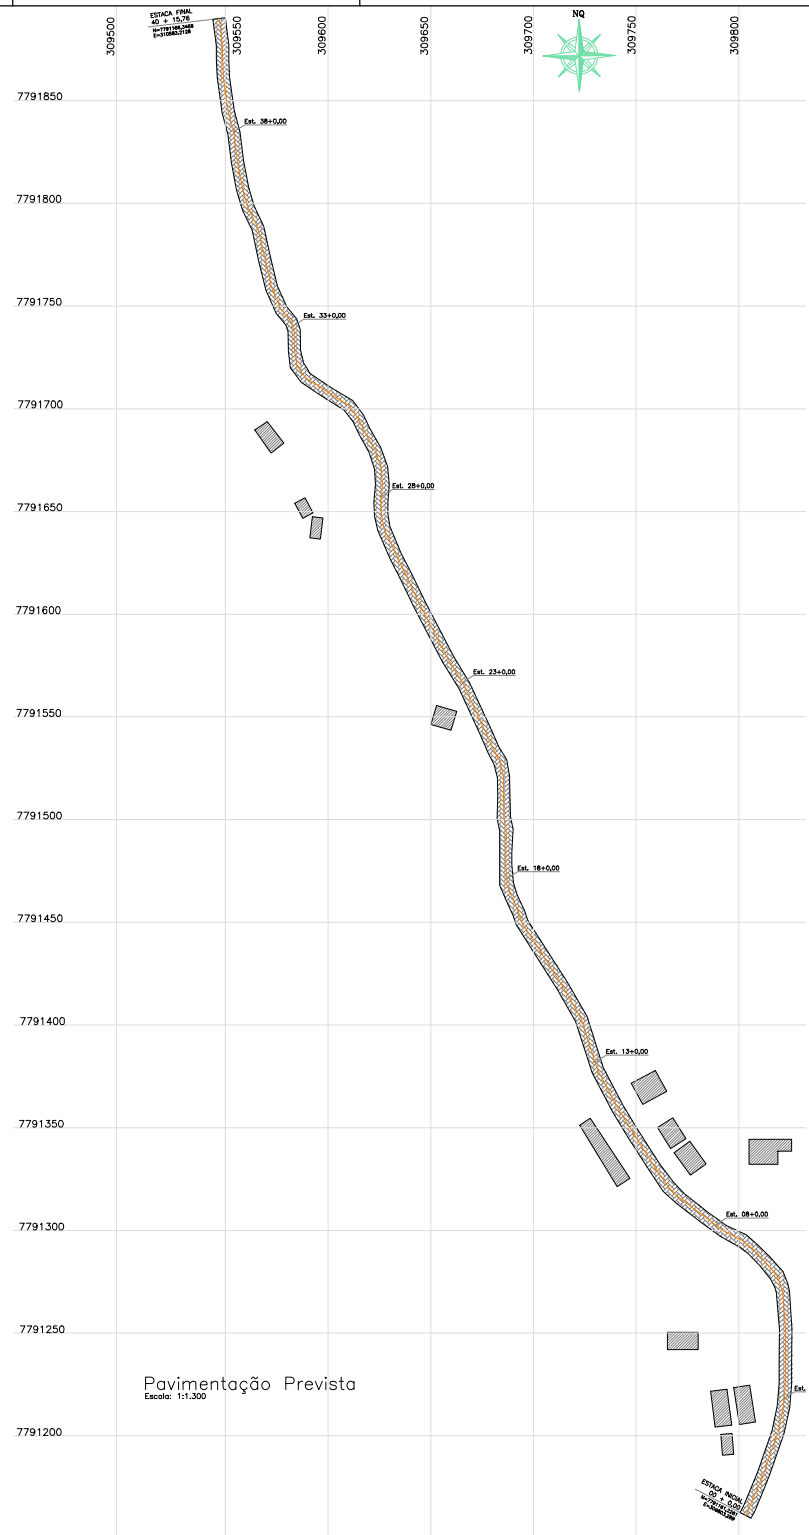 ESTACA FINAL
40 + 15,76
309500
309550
309600
309650
309700
309750
309800
NQ
7791850
Est. 38+0,00
7791800
7791750
Est. 33+0,00
7791700
Est. 28+0,00
7791650
7791600
Est. 23+0,00
7791550
7791500
Est. 18+0,00
7791450
7791400
Est. 13+0,00
7791350
Est. 08+0,00
7791300
7791250
Pavimentação Prevista
Escala: 1:1.300
Est.
7791200
ESTACA INICIAL
00 + 0,00